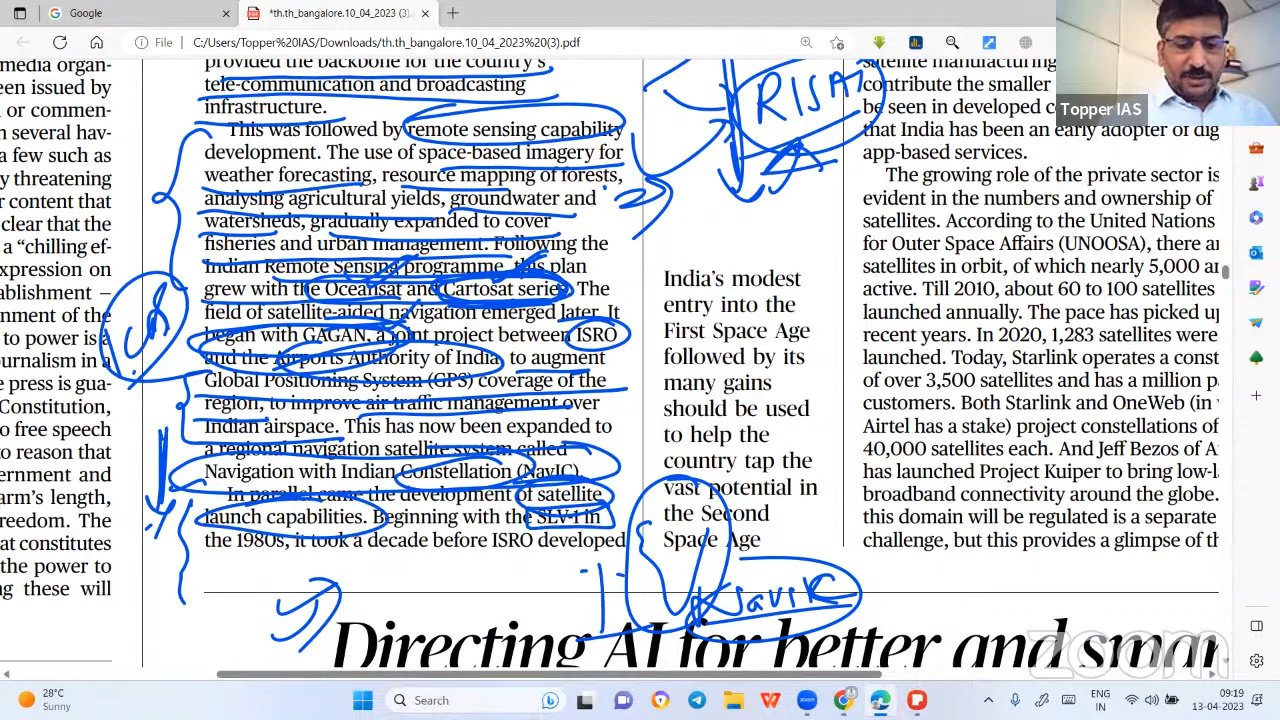 Google
*th.th_bangalore.10_04_2023 (3).pdf
File
C:/Users/Topper%20IAS/Downloads/th.th_bangalore.10_04_2023%20(3).pdf
Topper IAS
media organ-
een issued by
l or commen-
n several hav-
a few such as
y threatening
r content that
clear that the
a “chilling ef-
xpression on
ablishment –
nment of the
to power is a
ournalism in a
e press is gua-
Constitution,
o free speech
to reason that
ernment and
arm’s length,
reedom. The
at constitutes
the power to
ng these will
provided the backbone for the country’s
tele-communication and broadcasting
infrastructure.
This was followed by remote sensing capability
development. The use of space-based imagery for
weather forecasting, resource mapping of forests,
analysing agricultural yields, groundwater and
watersheds, gradually expanded to cover
fisheries and urban management. Following the
Indian Remote Sensing programme, this plan
grew with the Oceansat and Cartosat series. The
field of satellite-aided navigation emerged later. It
began with GAGAN, a joint project between ISRO
and the Airports Authority of India, to augment
Global Positioning System (GPS) coverage of the
region, to improve air traffic management over
Indian airspace. This has now been expanded to
a regional navigation satellite system called
Navigation with Indian Constellation (NavIC).
In parallel came the development of satellite
launch capabilities. Beginning with the SLV-1 in
the 1980s, it took a decade before ISRO developed
RISAT
India’s modest
entry into the
First Space Age
followed by its
many gains
should be used
to help the
country tap the
vast potential in
the Second
Space Age
satellite manufacturing
contribute the smaller
be seen in developed co
that India has been an early adopter of dig
app-based services.
The growing role of the private sector is
evident in the numbers and ownership of
satellites. According to the United Nations
for Outer Space Affairs (UNOOSA), there ar
satellites in orbit, of which nearly 5,000 ar
active. Till 2010, about 60 to 100 satellites
launched annually. The pace has picked up
recent years. In 2020, 1,283 satellites were
launched. Today, Starlink operates a const
of over 3,500 satellites and has a million p
customers. Both Starlink and OneWeb (in
Airtel has a stake) project constellations of
40,000 satellites each. And Jeff Bezos of A
has launched Project Kuiper to bring low-l
broadband connectivity around the globe.
this domain will be regulated is a separate
challenge, but this provides a glimpse of th
Directing AI for better and smar
zoom
28°C
Sunny
Search
ENG
IN
09:19
13-04-2023